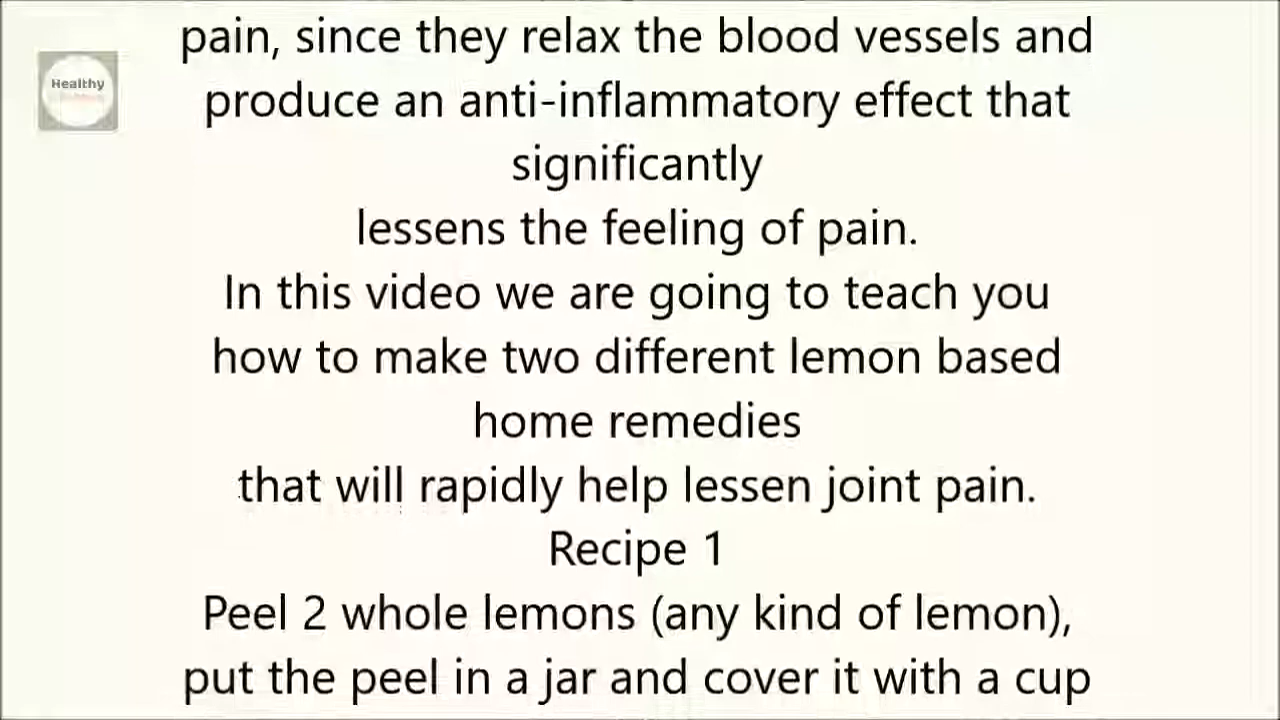 pain, since they relax the blood vessels and
Healthy
produce an anti-inflammatory effect that
significantly
lessens the feeling of pain.
In this video we are going to teach you
how to make two different lemon based
home remedies
that will rapidly help lessen joint pain.
Recipe 1
Peel 2 whole lemons (any kind of lemon),
put the peel in a jar and cover it with a cup